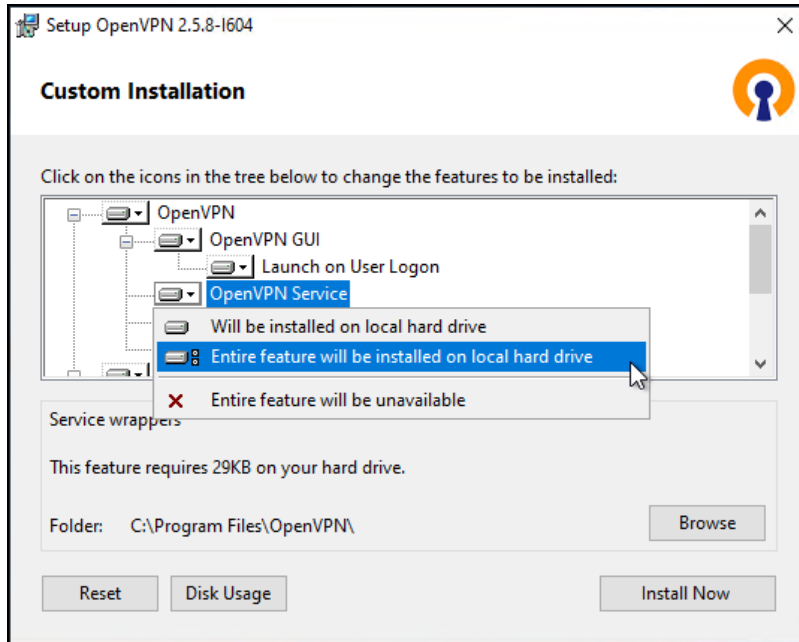 Setup OpenVPN 2.5.8-I604
Custom Installation
Click on the icons in the tree below to change the features to be installed:
OpenVPN
OpenVPN GUI
Launch on User Logon
OpenVPN Service
Will be installed on local hard drive
Entire feature will be installed on local hard drive
Entire feature will be unavailable
Service wrappers
This feature requires 29KB on your hard drive.
Folder: C:\Program Files\OpenVPN\
Browse
Reset Disk Usage Install Now